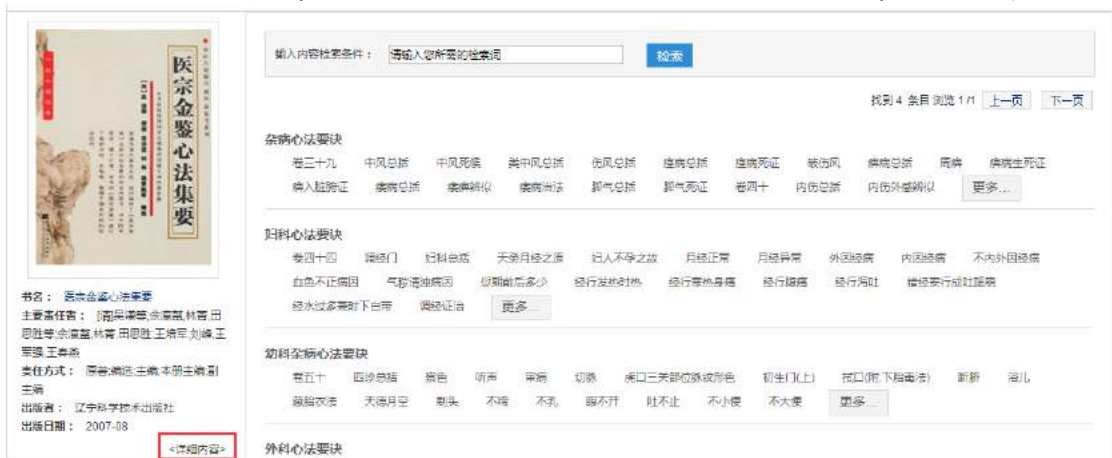 医宗金鉴心法集要
书名： 医宗金鉴心法集要
主要责任者： [清]吴谦等;余瀛鳌,林菁,田
思胜等;余瀛鳌,林菁,田思胜;王培军,刘峰,王
军强,王春燕
责任方式： 原著;编选;主编;本册主编;副
主编
出版者： 辽宁科学技术出版社
出版日期： 2007-08
<详细内容>
输入内容检索条件： 请输入您所需的检索词 检索
找到 4 条目 浏览 1/1 上一页 下一页
杂病心法要诀
卷三十九 中风总括 中风死候 类中风总括 伤风总括 痉病总括 痉病死证 破伤风 痹病总括 周痹 痹病生死证
痹入脏腑证 痿病总括 痿痹辨似 痿病治法 脚气总括 脚气死证 卷四十 内伤总括 内伤外感辨似 更多...
妇科心法要诀
卷四十四 调经门 妇科总括 天癸月经之原 妇人不孕之故 月经正常 月经异常 外因经病 内因经病 不内外因经病
血色不正病因 气秽清浊病因 愆期前后多少 经行发热时热 经行寒热身痛 经行腹痛 经行泻吐 错经妄行成吐衄崩
经水过多兼时下白带 调经证治 更多...
幼科杂病心法要诀
卷五十 四诊总括 察色 听声 审病 切脉 虎口三关部位脉纹形色 初生门(上) 拭口(附:下胎毒法) 断脐 浴儿
藏胎衣法 天德月空 剃头 不啼 不乳 眼不开 吐不止 不小便 不大便 更多...
外科心法要诀